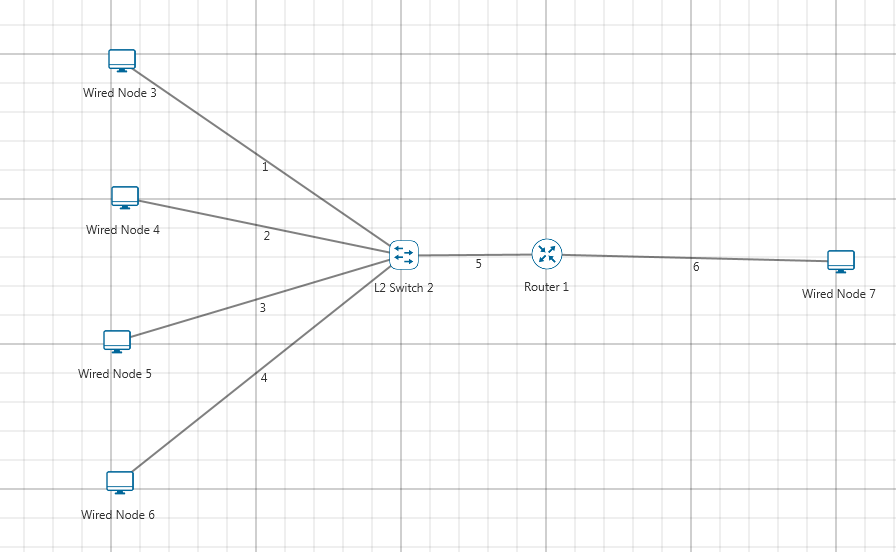 Wired Node 3
1
Wired Node 4
2
L2 Switch 2
5
Router 1
6
Wired Node 7
3
Wired Node 5
4
Wired Node 6